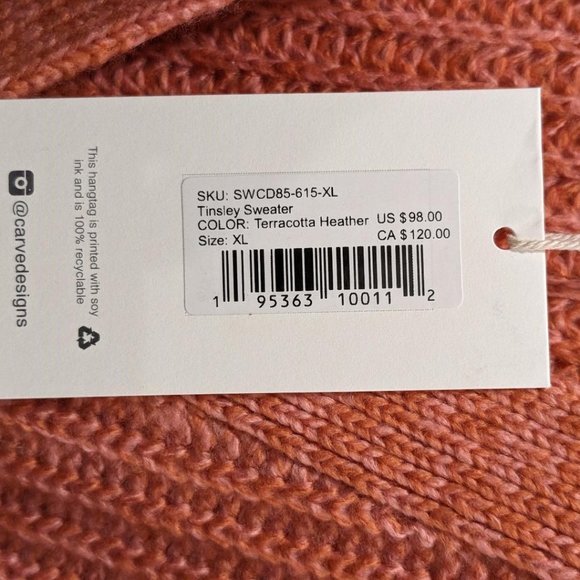 SKU: SWCD85-615-XL
Tinsley Sweater
COLOR: Terracotta Heather US $98.00
Size: XL CA $120.00
1 95363 10011 2
This hangtag is printed with soy
ink and is 100% recyclable
@carvedesigns